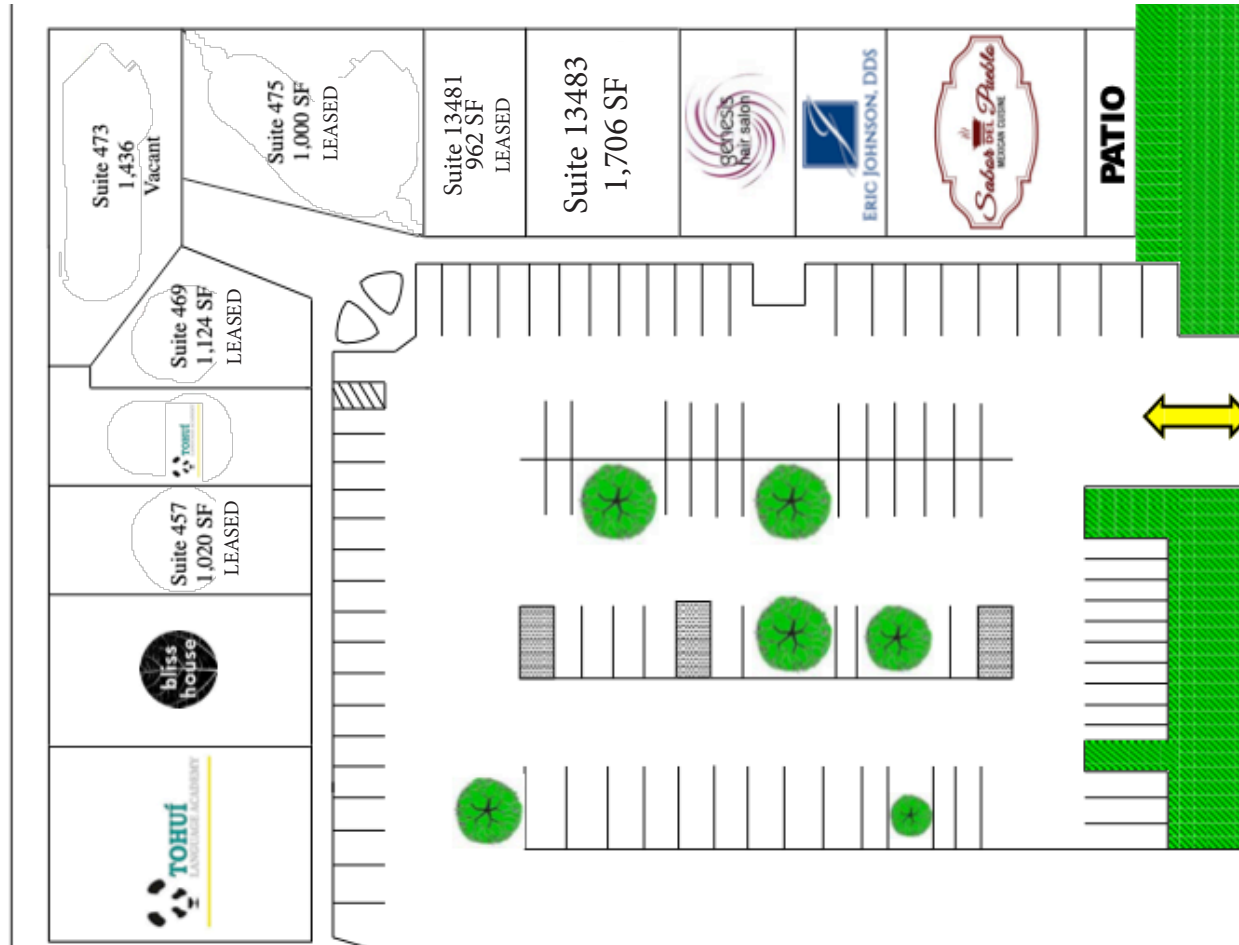 Suite 473
1,436
Vacant
Suite 475
1,000 SF
LEASED
Suite 13481
962 SF
LEASED
Suite 13483
1,706 SF
genesis
hair salon
ERIC JOHNSON, DDS
Sabor DEL Pueblo
MEXICAN CUISINE
PATIO
Suite 469
1,124 SF
LEASED
TOHUÍ
Suite 457
1,020 SF
LEASED
bliss
house
TOHUÍ
LANGUAGE ACADEMY